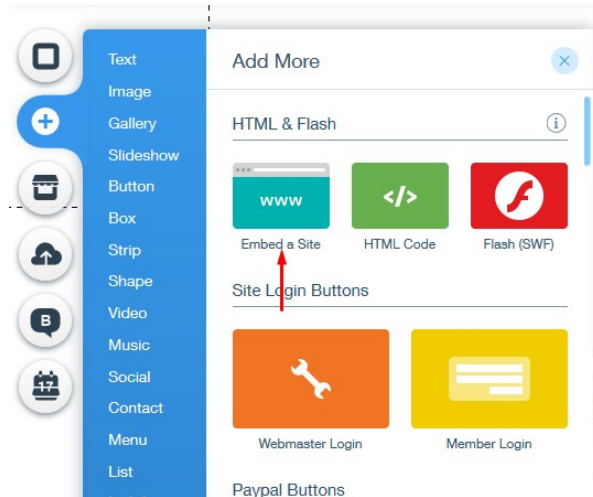 Text
Image
Gallery
Slideshow
Button
Box
Strip
Shape
Video
Music
Social
Contact
Menu
List
B
17
Add More
HTML & Flash
i
www
</>
Embed a Site
HTML Code
Flash (SWF)
Site Login Buttons
Webmaster Login
Member Login
Paypal Buttons